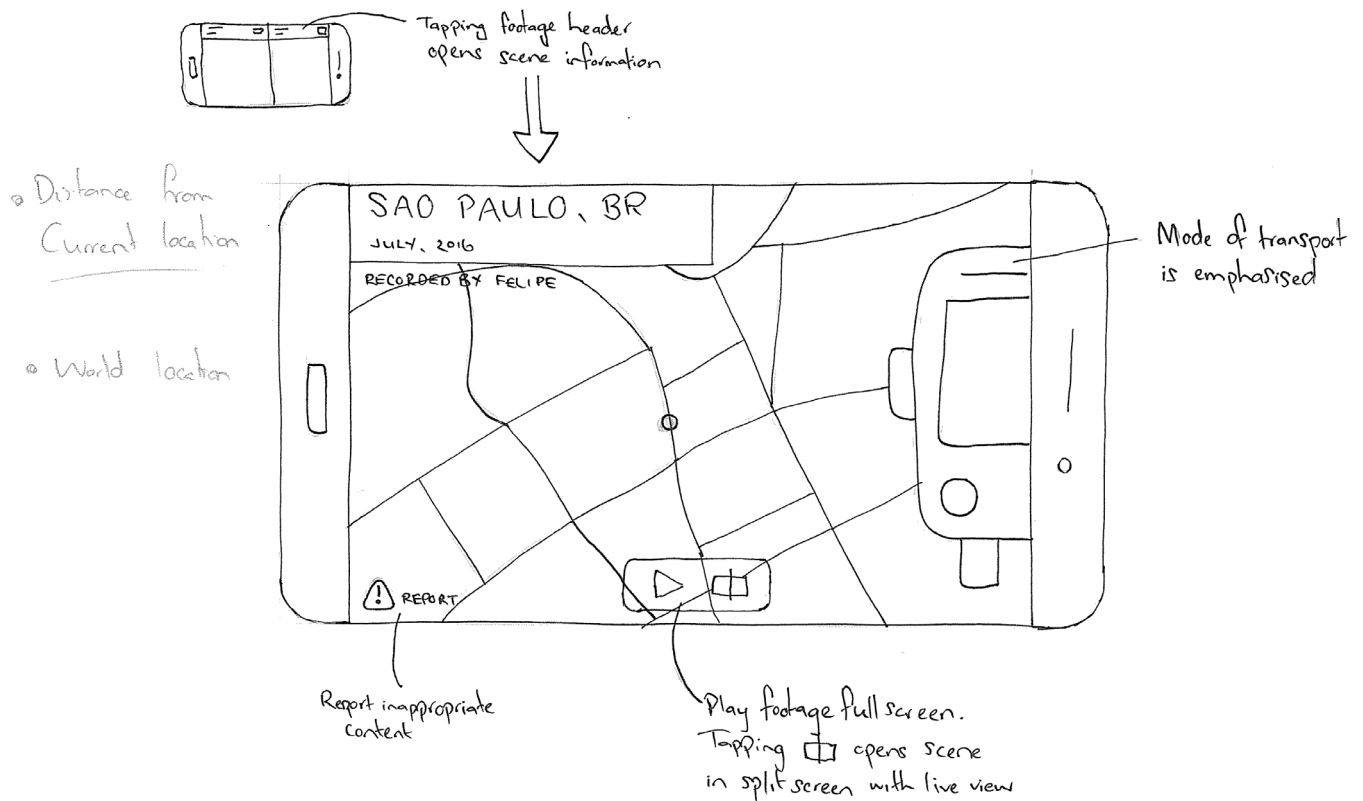 Tapping footage header
opens scene information
• Distance from
Current location
• World location
SAO PAULO, BR
JULY, 2016
RECORDED BY FELIPE
Mode of transport
is emphasised
REPORT
Report inappropriate
content
Play footage full screen.
Tapping opens scene
in split screen with live view